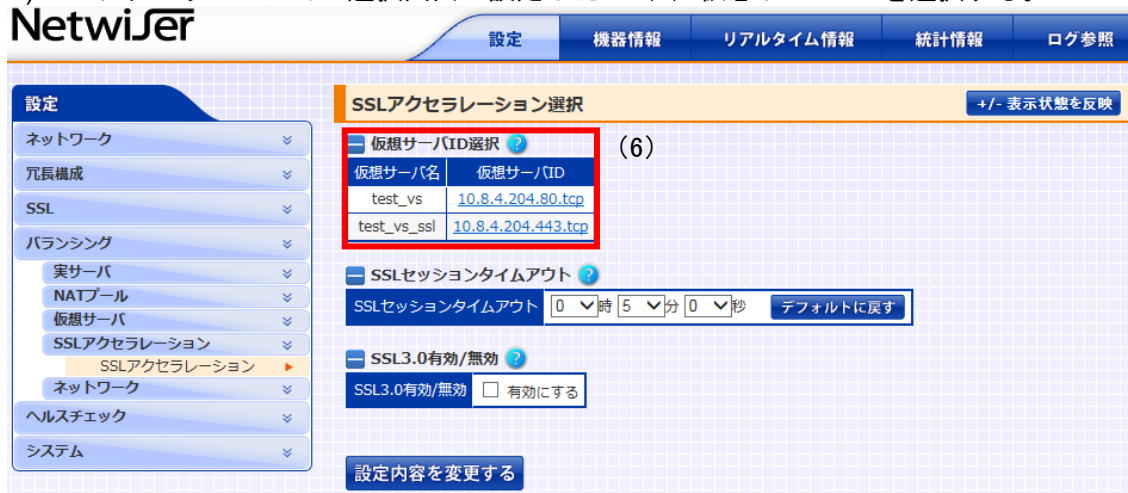 Netwiser
設定 機器情報 リアルタイム情報 統計情報 ログ参照
設定
ネットワーク
冗長構成
SSL
バランシング
実サーバ
NATプール
仮想サーバ
SSLアクセラレーション
SSLアクセラレーション
ネットワーク
ヘルスチェック
システム
SSLアクセラレーション選択 +/- 表示状態を反映
仮想サーバID選択 ? (6)
仮想サーバ名 仮想サーバID
test_vs 10.8.4.204.80.tcp
test_vs_ssl 10.8.4.204.443.tcp
SSLセッションタイムアウト ?
SSLセッションタイムアウト 0 時 5 分 0 秒 デフォルトに戻す
SSL3.0有効/無効 ?
SSL3.0有効/無効 有効にする
設定内容を変更する